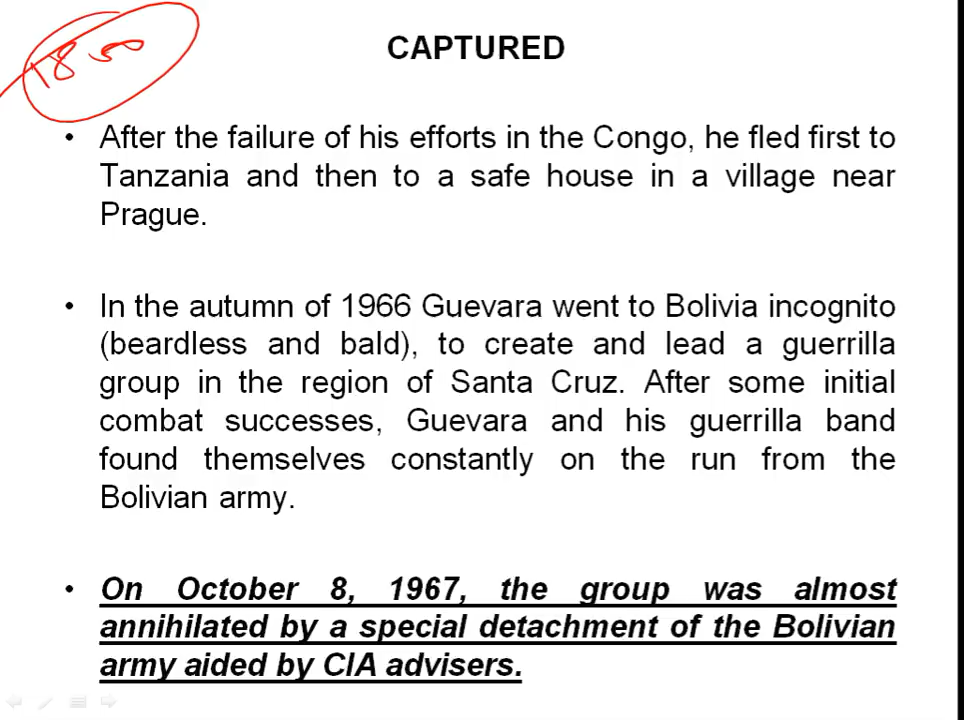 18.50
CAPTURED
• After the failure of his efforts in the Congo, he fled first to
Tanzania and then to a safe house in a village near
Prague.
• In the autumn of 1966 Guevara went to Bolivia incognito
(beardless and bald), to create and lead a guerrilla
group in the region of Santa Cruz. After some initial
combat successes, Guevara and his guerrilla band
found themselves constantly on the run from the
Bolivian army.
• On October 8, 1967, the group was almost
annihilated by a special detachment of the Bolivian
army aided by CIA advisers.